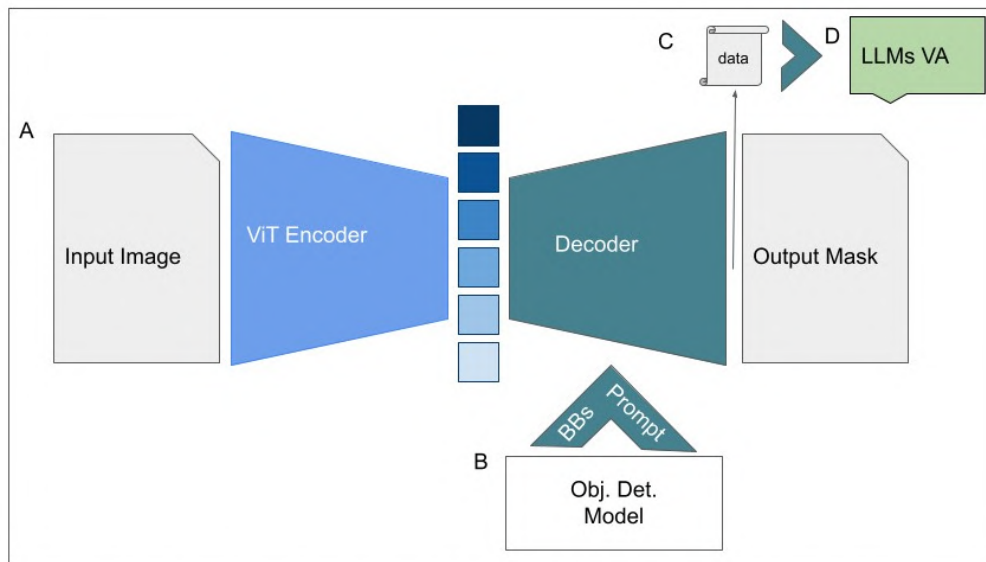 C
D
data
LLMs VA
A
Input Image
ViT Encoder
Decoder
Output Mask
BBs
Prompt
B
Obj. Det.
Model